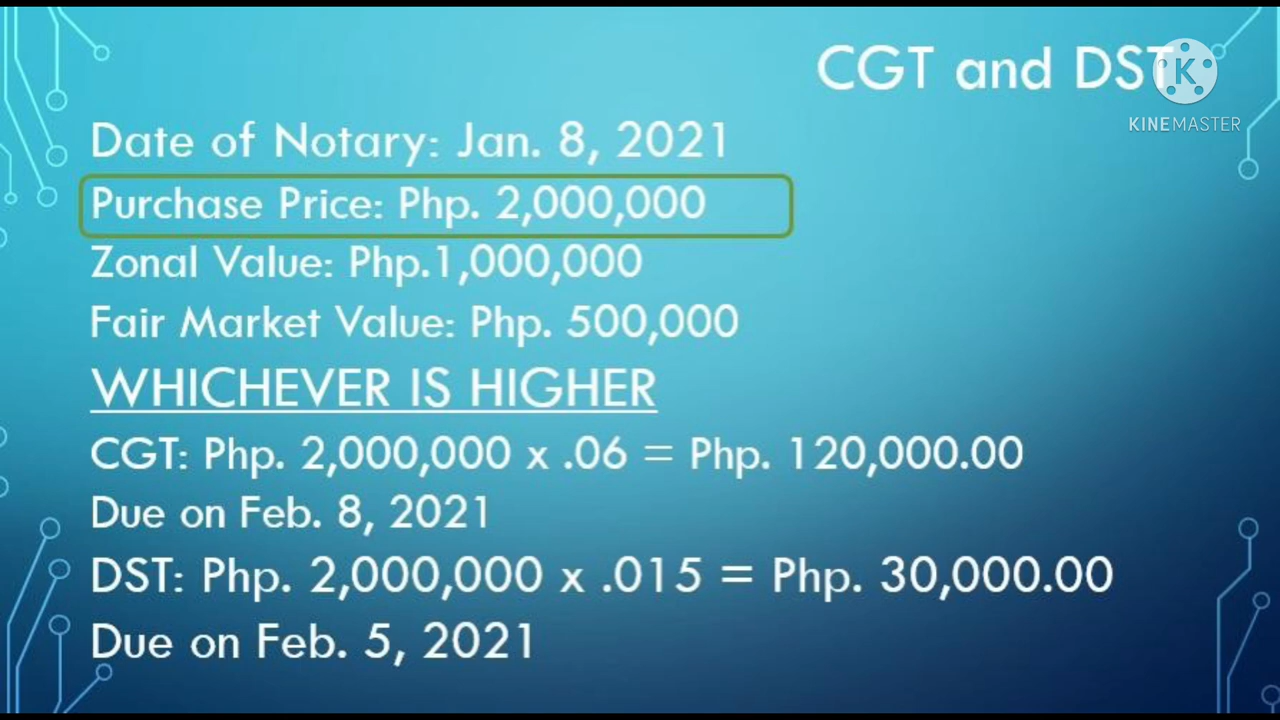 CGT and DST
K
KINEMASTER
Date of Notary: Jan. 8, 2021
Purchase Price: Php. 2,000,000
Zonal Value: Php.1,000,000
Fair Market Value: Php. 500,000
WHICHEVER IS HIGHER
CGT: Php. 2,000,000 x .06 = Php. 120,000.00
Due on Feb. 8, 2021
DST: Php. 2,000,000 x .015 = Php. 30,000.00
Due on Feb. 5, 2021